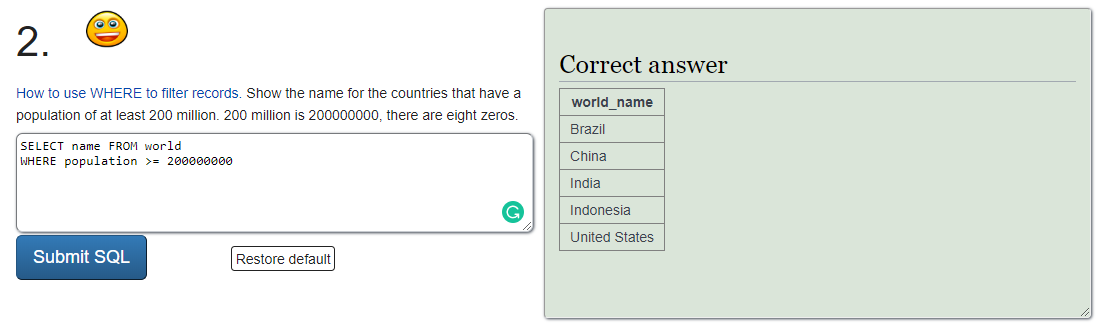 2.
How to use WHERE to filter records. Show the name for the countries that have a
population of at least 200 million. 200 million is 200000000, there are eight zeros.
SELECT name FROM world
WHERE population >= 200000000
Submit SQL
Restore default
Correct answer
world_name
Brazil
China
India
Indonesia
United States